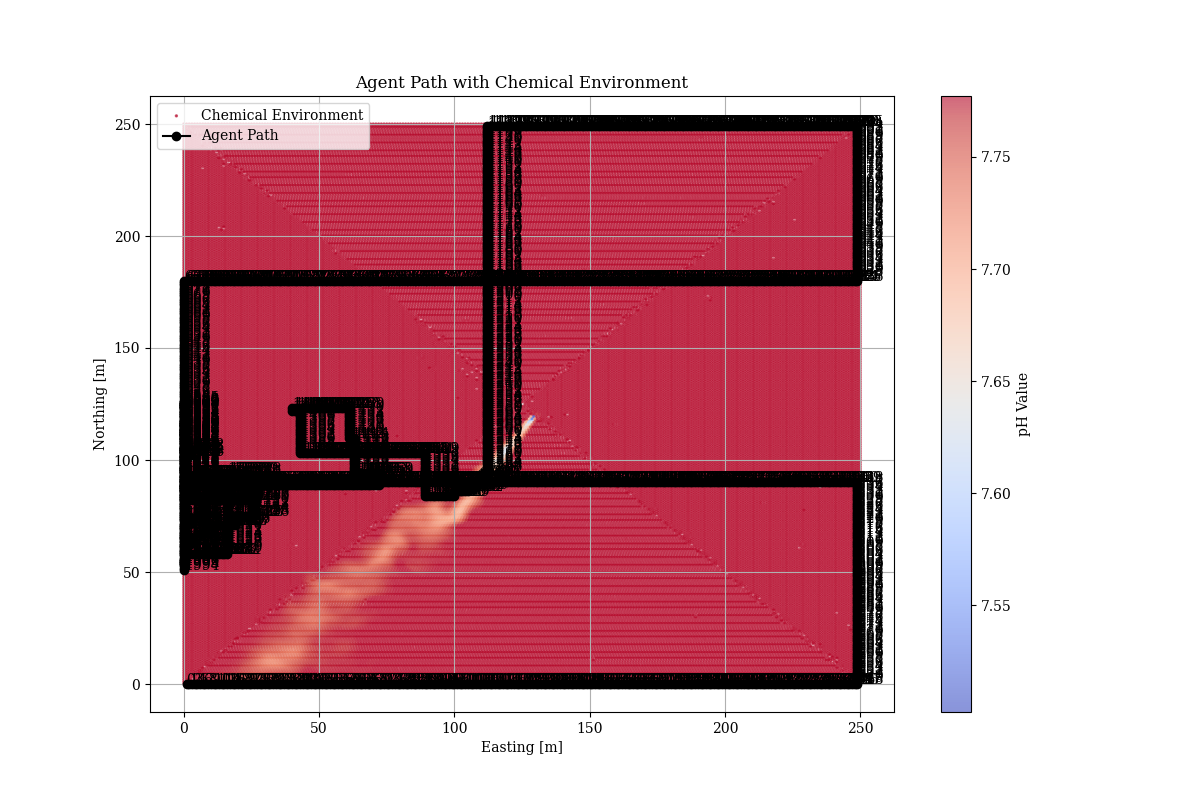 Agent Path with Chemical Environment
Chemical Environment
Agent Path
250
200
150
100
50
0
Northing [m]
0 50 100 150 200 250
Easting [m]
7.75
7.70
7.65
7.60
7.55
pH Value